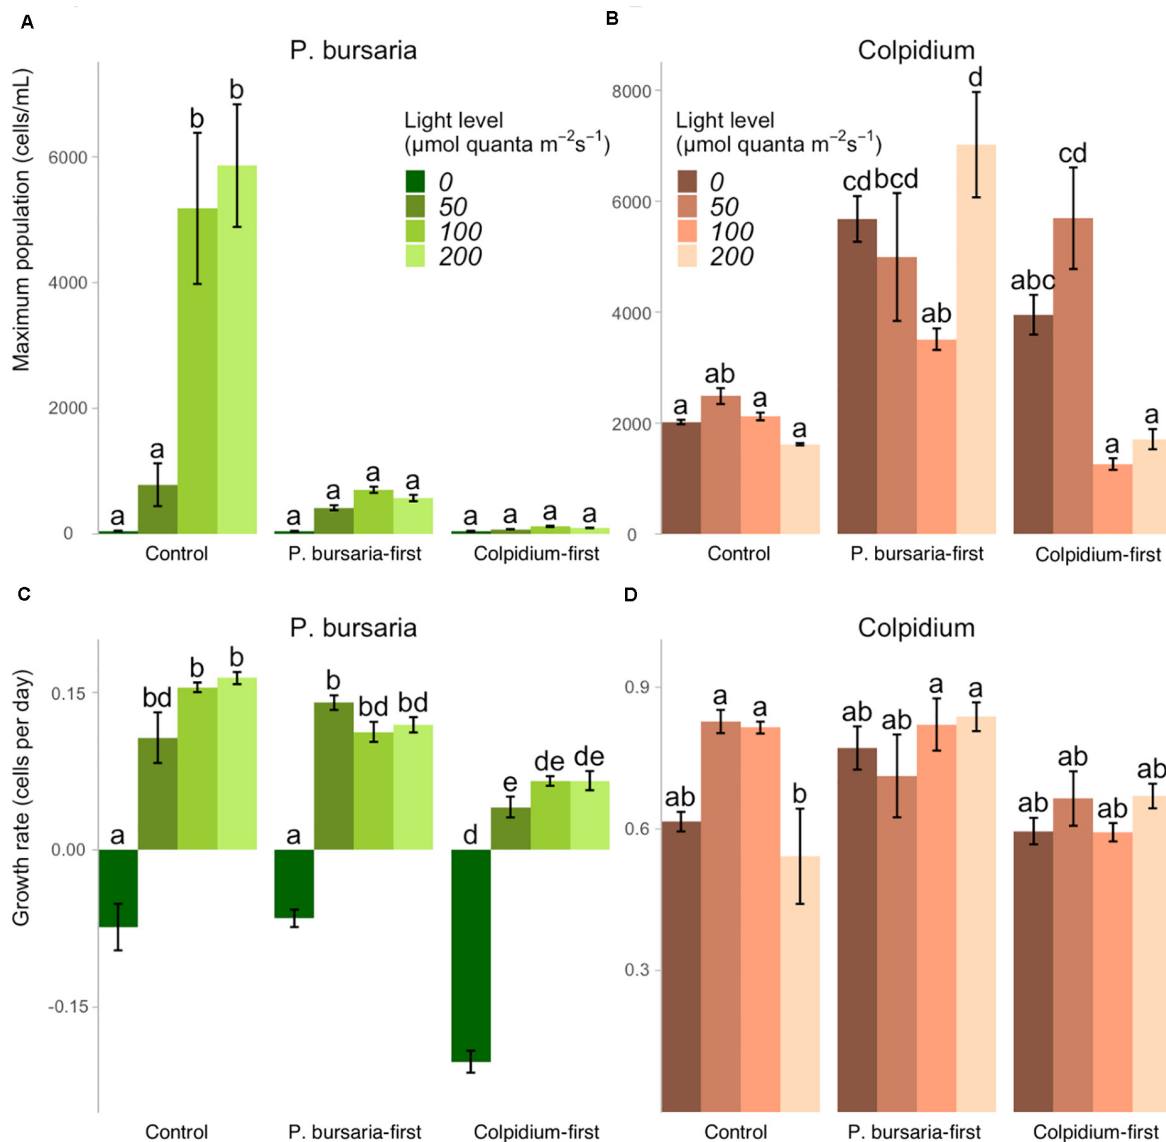 A
P. bursaria
Maximum population (cells/mL)
6000
4000
2000
0
Light level
(μmol quanta m−2s−1)
0
50
100
200
a
a
b
b
a
a
a
a
a
a
a
a
Control
P. bursaria-first
Colpidium-first
B
Colpidium
8000
6000
4000
2000
0
Light level
(μmol quanta m−2s−1)
0
50
100
200
a
ab
a
a
cd
bcd
ab
d
abc
cd
a
a
Control
P. bursaria-first
Colpidium-first
C
P. bursaria
Growth rate (cells per day)
0.15
0.00
-0.15
a
bd
b
b
a
b
bd
bd
d
e
de
de
Control
P. bursaria-first
Colpidium-first
D
Colpidium
0.9
0.6
0.3
ab
a
a
b
ab
ab
a
a
ab
ab
ab
ab
Control
P. bursaria-first
Colpidium-first